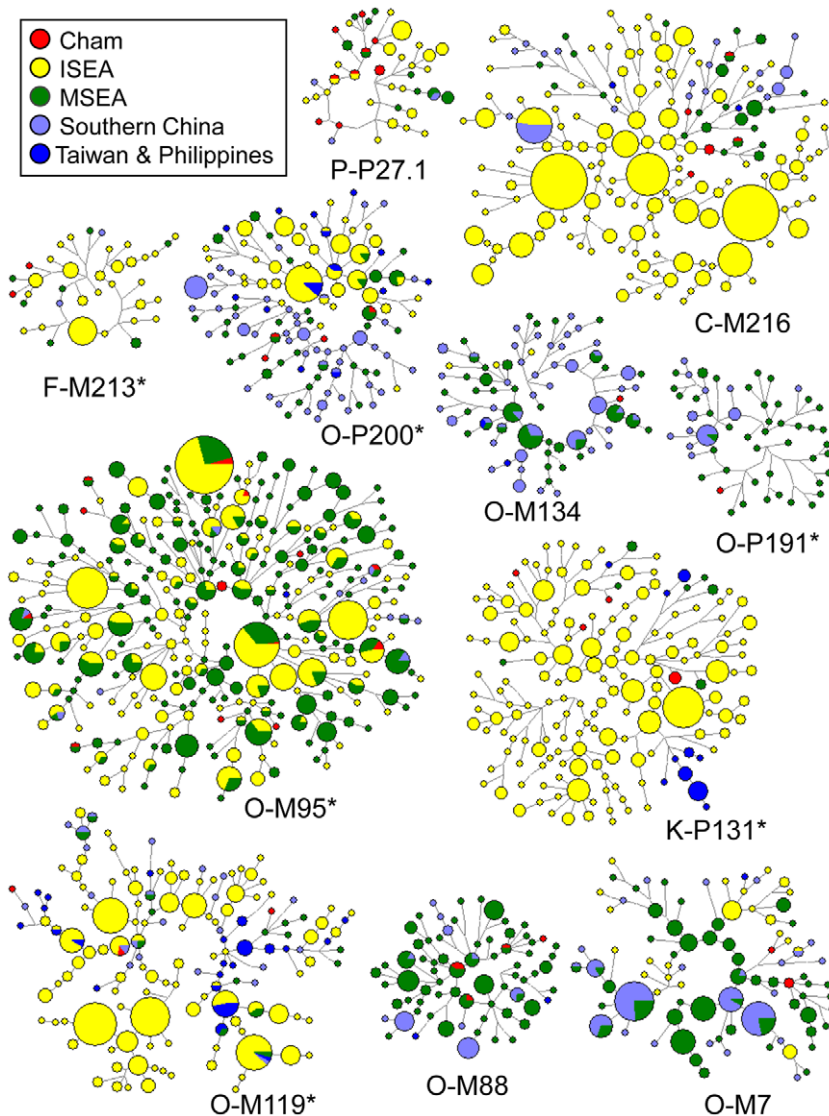 Cham
ISEA
MSEA
Southern China
Taiwan & Philippines
P-P27.1
C-M216
F-M213*
O-P200*
O-M134
O-P191*
O-M95*
K-P131*
O-M119*
O-M88
O-M7